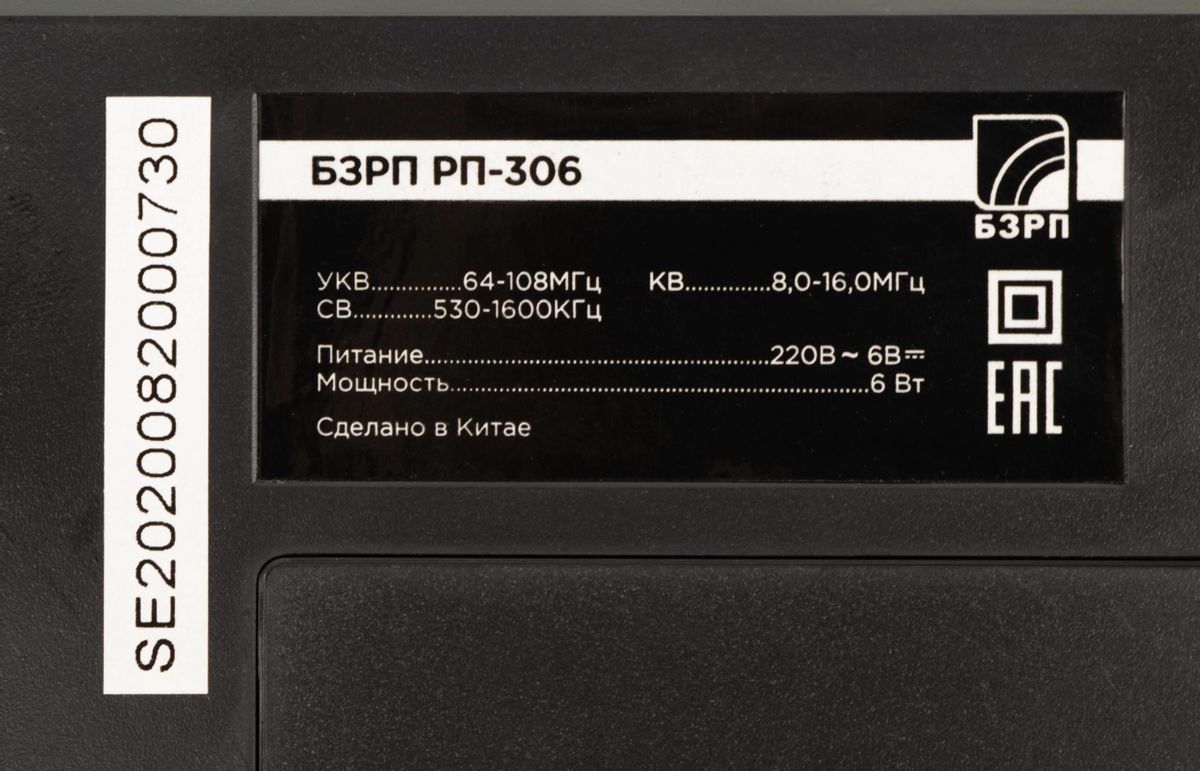 SE20200820000730
БЗРП РП-306
БЗРП
УКВ..............64-108МГц КВ.............8,0-16,0МГц
СВ............530-1600КГц
Питание.....................................................220В ~ 6В⎓
Мощность................................................................6 Вт
Сделано в Китае
EAC